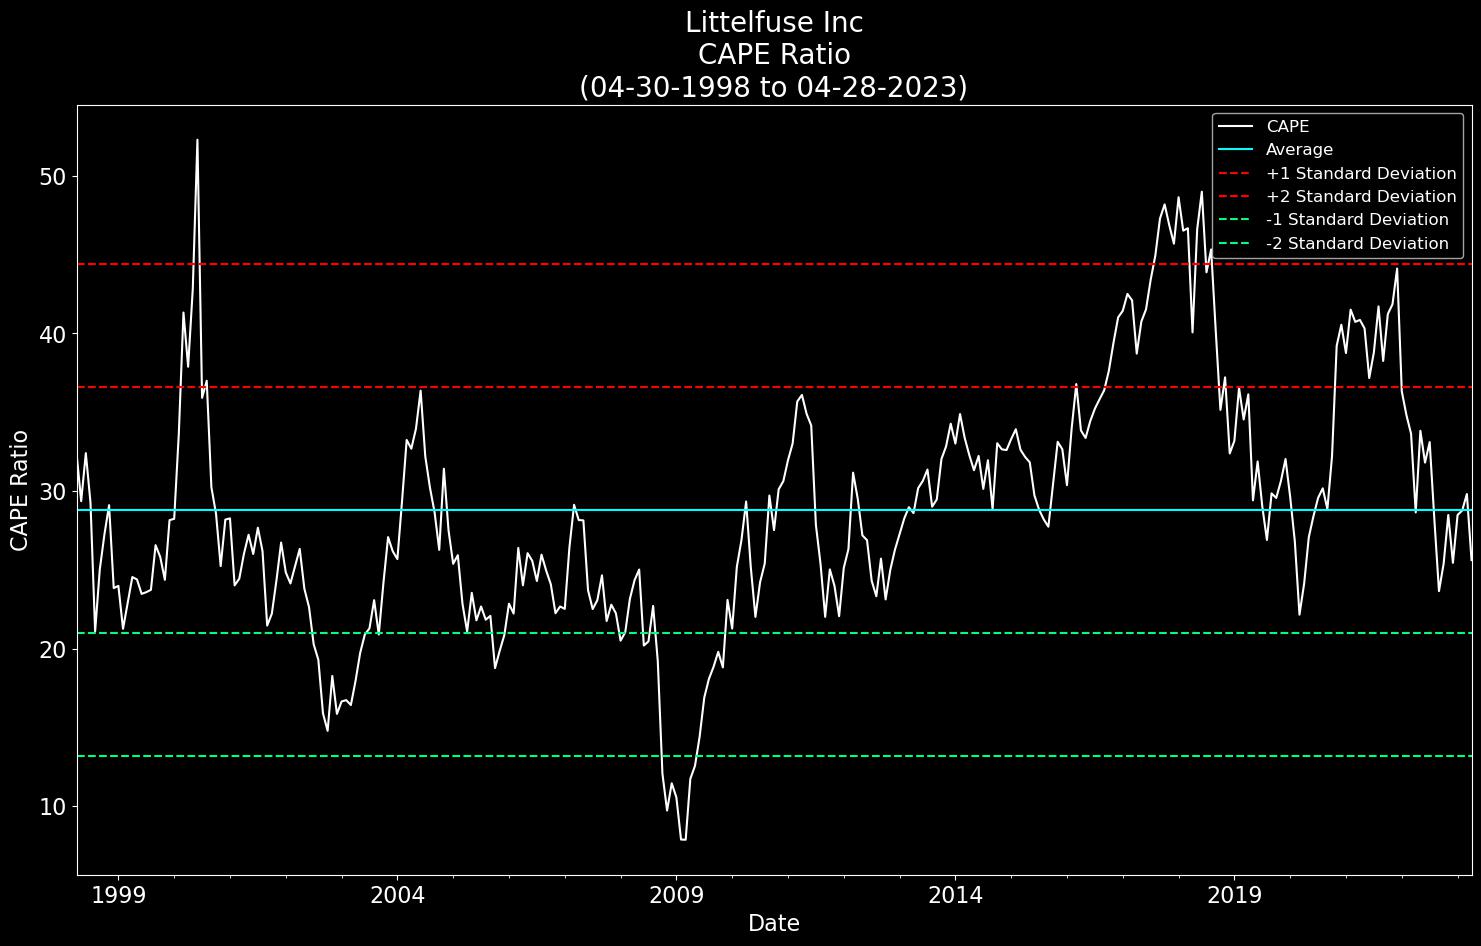 Littelfuse Inc
CAPE Ratio
(04-30-1998 to 04-28-2023)
CAPE
Average
+1 Standard Deviation
+2 Standard Deviation
-1 Standard Deviation
-2 Standard Deviation
CAPE Ratio
50
40
30
20
10
1999 2004 2009 2014 2019
Date